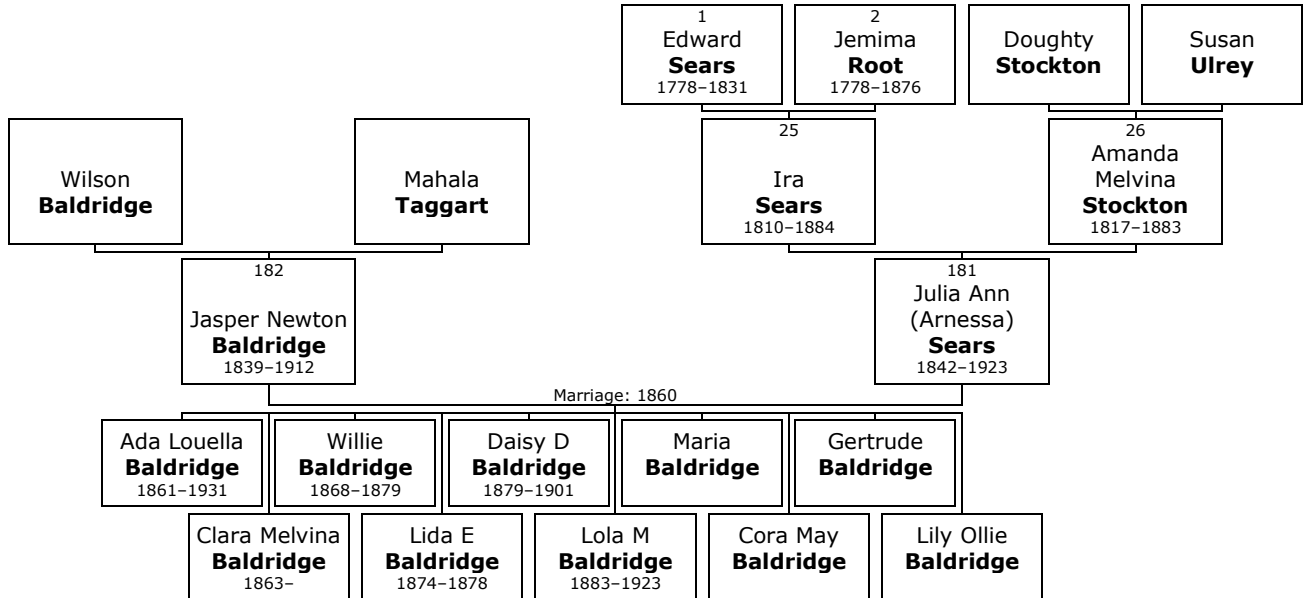 1
Edward
Sears
1778–1831
2
Jemima
Root
1778–1876
Doughty
Stockton
Susan
Ulrey
Wilson
Baldridge
Mahala
Taggart
25
Ira
Sears
1810–1884
26
Amanda
Melvina
Stockton
1817–1883
182
Jasper Newton
Baldridge
1839–1912
181
Julia Ann
(Arnessa)
Sears
1842–1923
Marriage: 1860
Ada Louella
Baldridge
1861–1931
Willie
Baldridge
1868–1879
Daisy D
Baldridge
1879–1901
Maria
Baldridge
Gertrude
Baldridge
Clara Melvina
Baldridge
1863–
Lida E
Baldridge
1874–1878
Lola M
Baldridge
1883–1923
Cora May
Baldridge
Lily Ollie
Baldridge